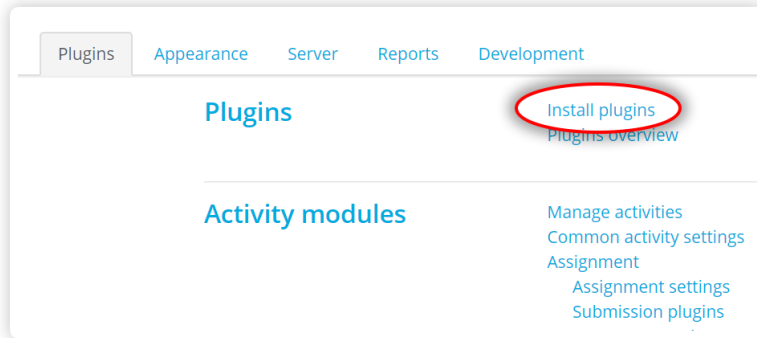 Plugins Appearance Server Reports Development
Plugins
Install plugins
Plugins overview
Activity modules
Manage activities
Common activity settings
Assignment
Assignment settings
Submission plugins